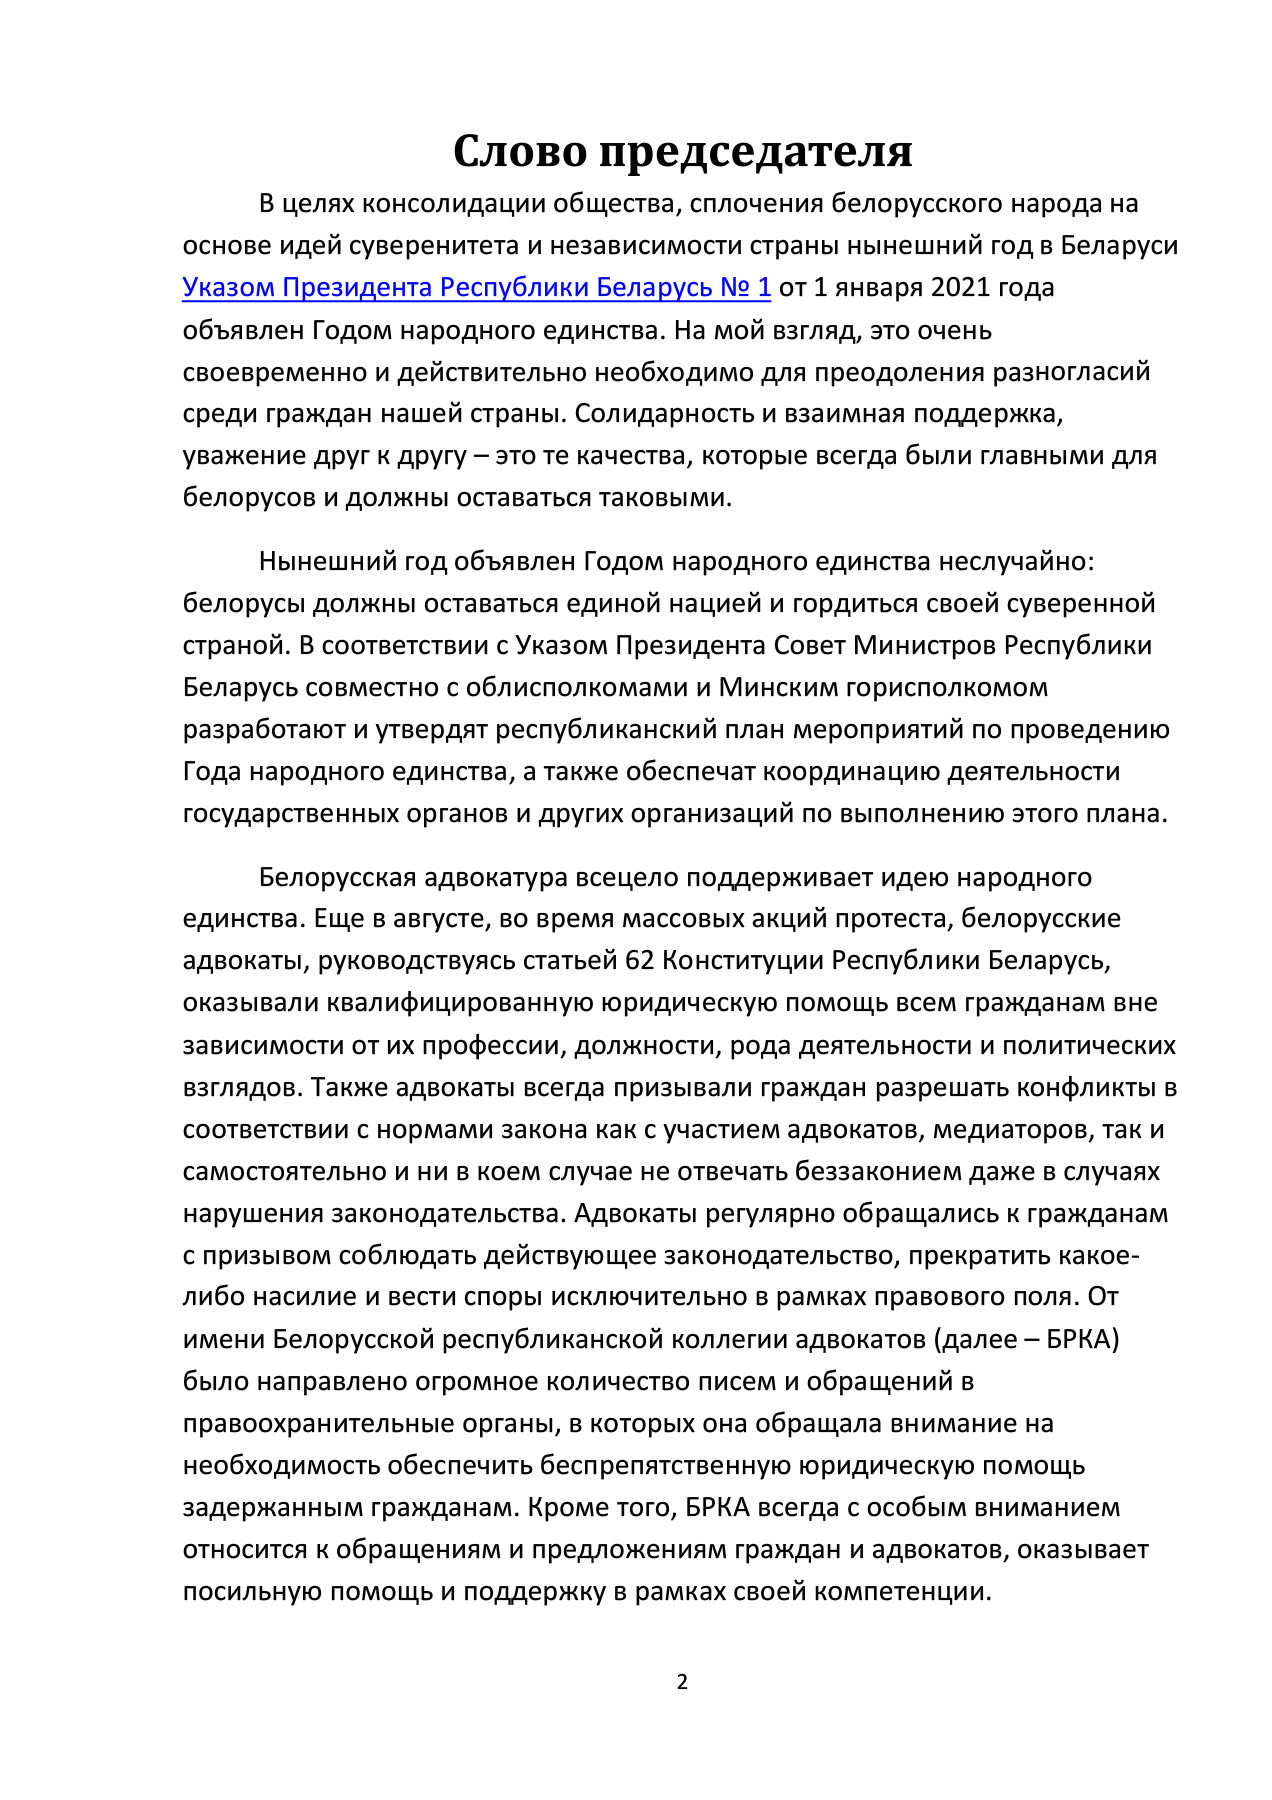 Слово председателя
В целях консолидации общества, сплочения белорусского народа на
основе идей суверенитета и независимости страны нынешний год в Беларуси
Указом Президента Республики Беларусь № 1 от 1 января 2021 года
объявлен Годом народного единства. На мой взгляд, это очень
своевременно и действительно необходимо для преодоления разногласий
среди граждан нашей страны. Солидарность и взаимная поддержка,
уважение друг к другу – это те качества, которые всегда были главными для
белорусов и должны оставаться таковыми.
Нынешний год объявлен Годом народного единства неслучайно:
белорусы должны оставаться единой нацией и гордиться своей суверенной
страной. В соответствии с Указом Президента Совет Министров Республики
Беларусь совместно с облисполкомами и Минским горисполкомом
разработают и утвердят республиканский план мероприятий по проведению
Года народного единства, а также обеспечат координацию деятельности
государственных органов и других организаций по выполнению этого плана.
Белорусская адвокатура всецело поддерживает идею народного
единства. Еще в августе, во время массовых акций протеста, белорусские
адвокаты, руководствуясь статьей 62 Конституции Республики Беларусь,
оказывали квалифицированную юридическую помощь всем гражданам вне
зависимости от их профессии, должности, рода деятельности и политических
взглядов. Также адвокаты всегда призывали граждан разрешать конфликты в
соответствии с нормами закона как с участием адвокатов, медиаторов, так и
самостоятельно и ни в коем случае не отвечать беззаконием даже в случаях
нарушения законодательства. Адвокаты регулярно обращались к гражданам
с призывом соблюдать действующее законодательство, прекратить какое-
либо насилие и вести споры исключительно в рамках правового поля. От
имени Белорусской республиканской коллегии адвокатов (далее – БРКА)
было направлено огромное количество писем и обращений в
правоохранительные органы, в которых она обращала внимание на
необходимость обеспечить беспрепятственную юридическую помощь
задержанным гражданам. Кроме того, БРКА всегда с особым вниманием
относится к обращениям и предложениям граждан и адвокатов, оказывает
посильную помощь и поддержку в рамках своей компетенции.
2